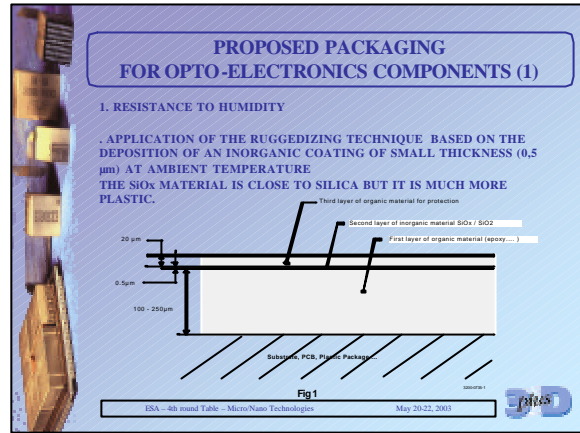 PROPOSED PACKAGING
FOR OPTO-ELECTRONICS COMPONENTS (1)
1. RESISTANCE TO HUMIDITY
. APPLICATION OF THE RUGGEDIZING TECHNIQUE BASED ON THE
DEPOSITION OF AN INORGANIC COATING OF SMALL THICKNESS (0,5
µm) AT AMBIENT TEMPERATURE
THE SiOx MATERIAL IS CLOSE TO SILICA BUT IT IS MUCH MORE
PLASTIC.
Third layer of organic material for protection
Second layer of inorganic material SiOx / SiO2
First layer of organic material (epoxy.... )
20 µm
0.5µm
100 - 250µm
Substrate, PCB, Plastic Package...
Fig 1
ESA – 4th round Table – Micro/Nano Technologies May 20-22, 2003
3D plus